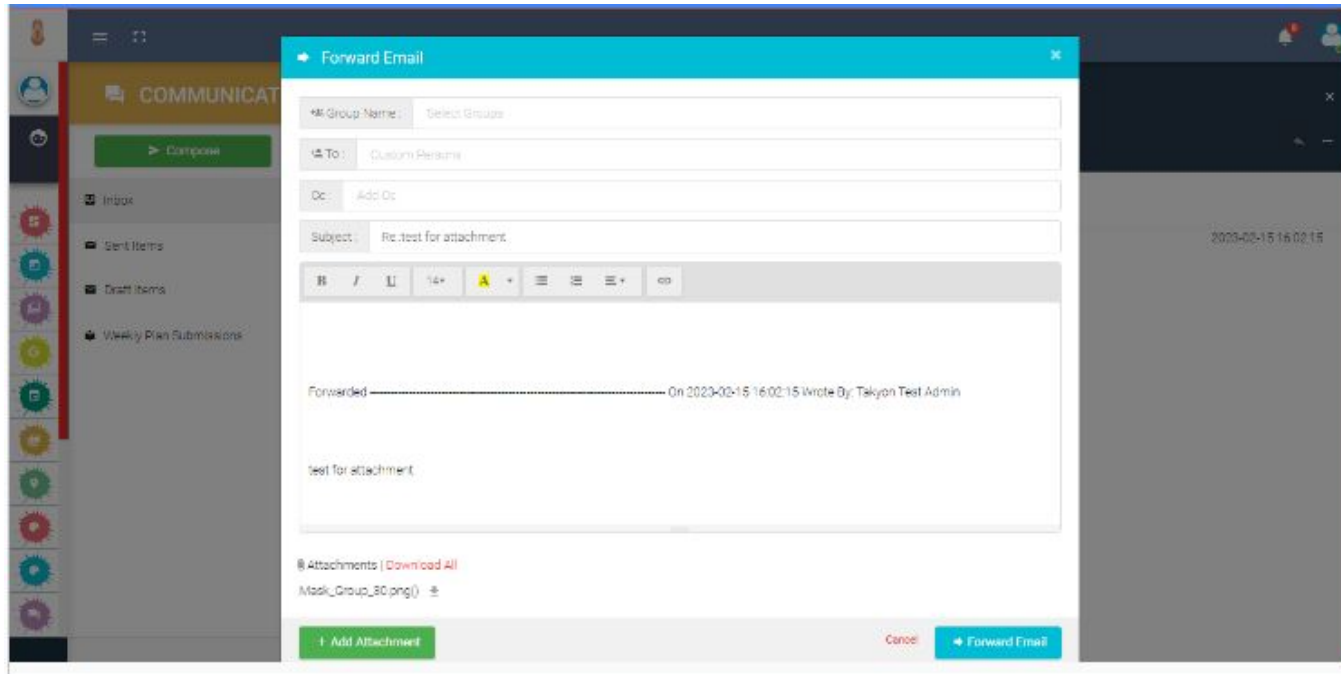 Forward Email
COMMUNICAT
Group Name : Select Groups
Compose
To : Custom Persons
Inbox
Cc : Add Cc
Subject : Re::test for attachment
2023-02-15 16:02:15
Sent Items
B I U 14 A
Draft Items
Weekly Plan Submissions
Forwarded -------------------------------------------------------------------------- On 2023-02-15 16:02:15 Wrote By: Takyon Test Admin
test for attachment
Attachments | Download All
Mask_Group_80.png()
+ Add Attachment
Cancel
Forward Email